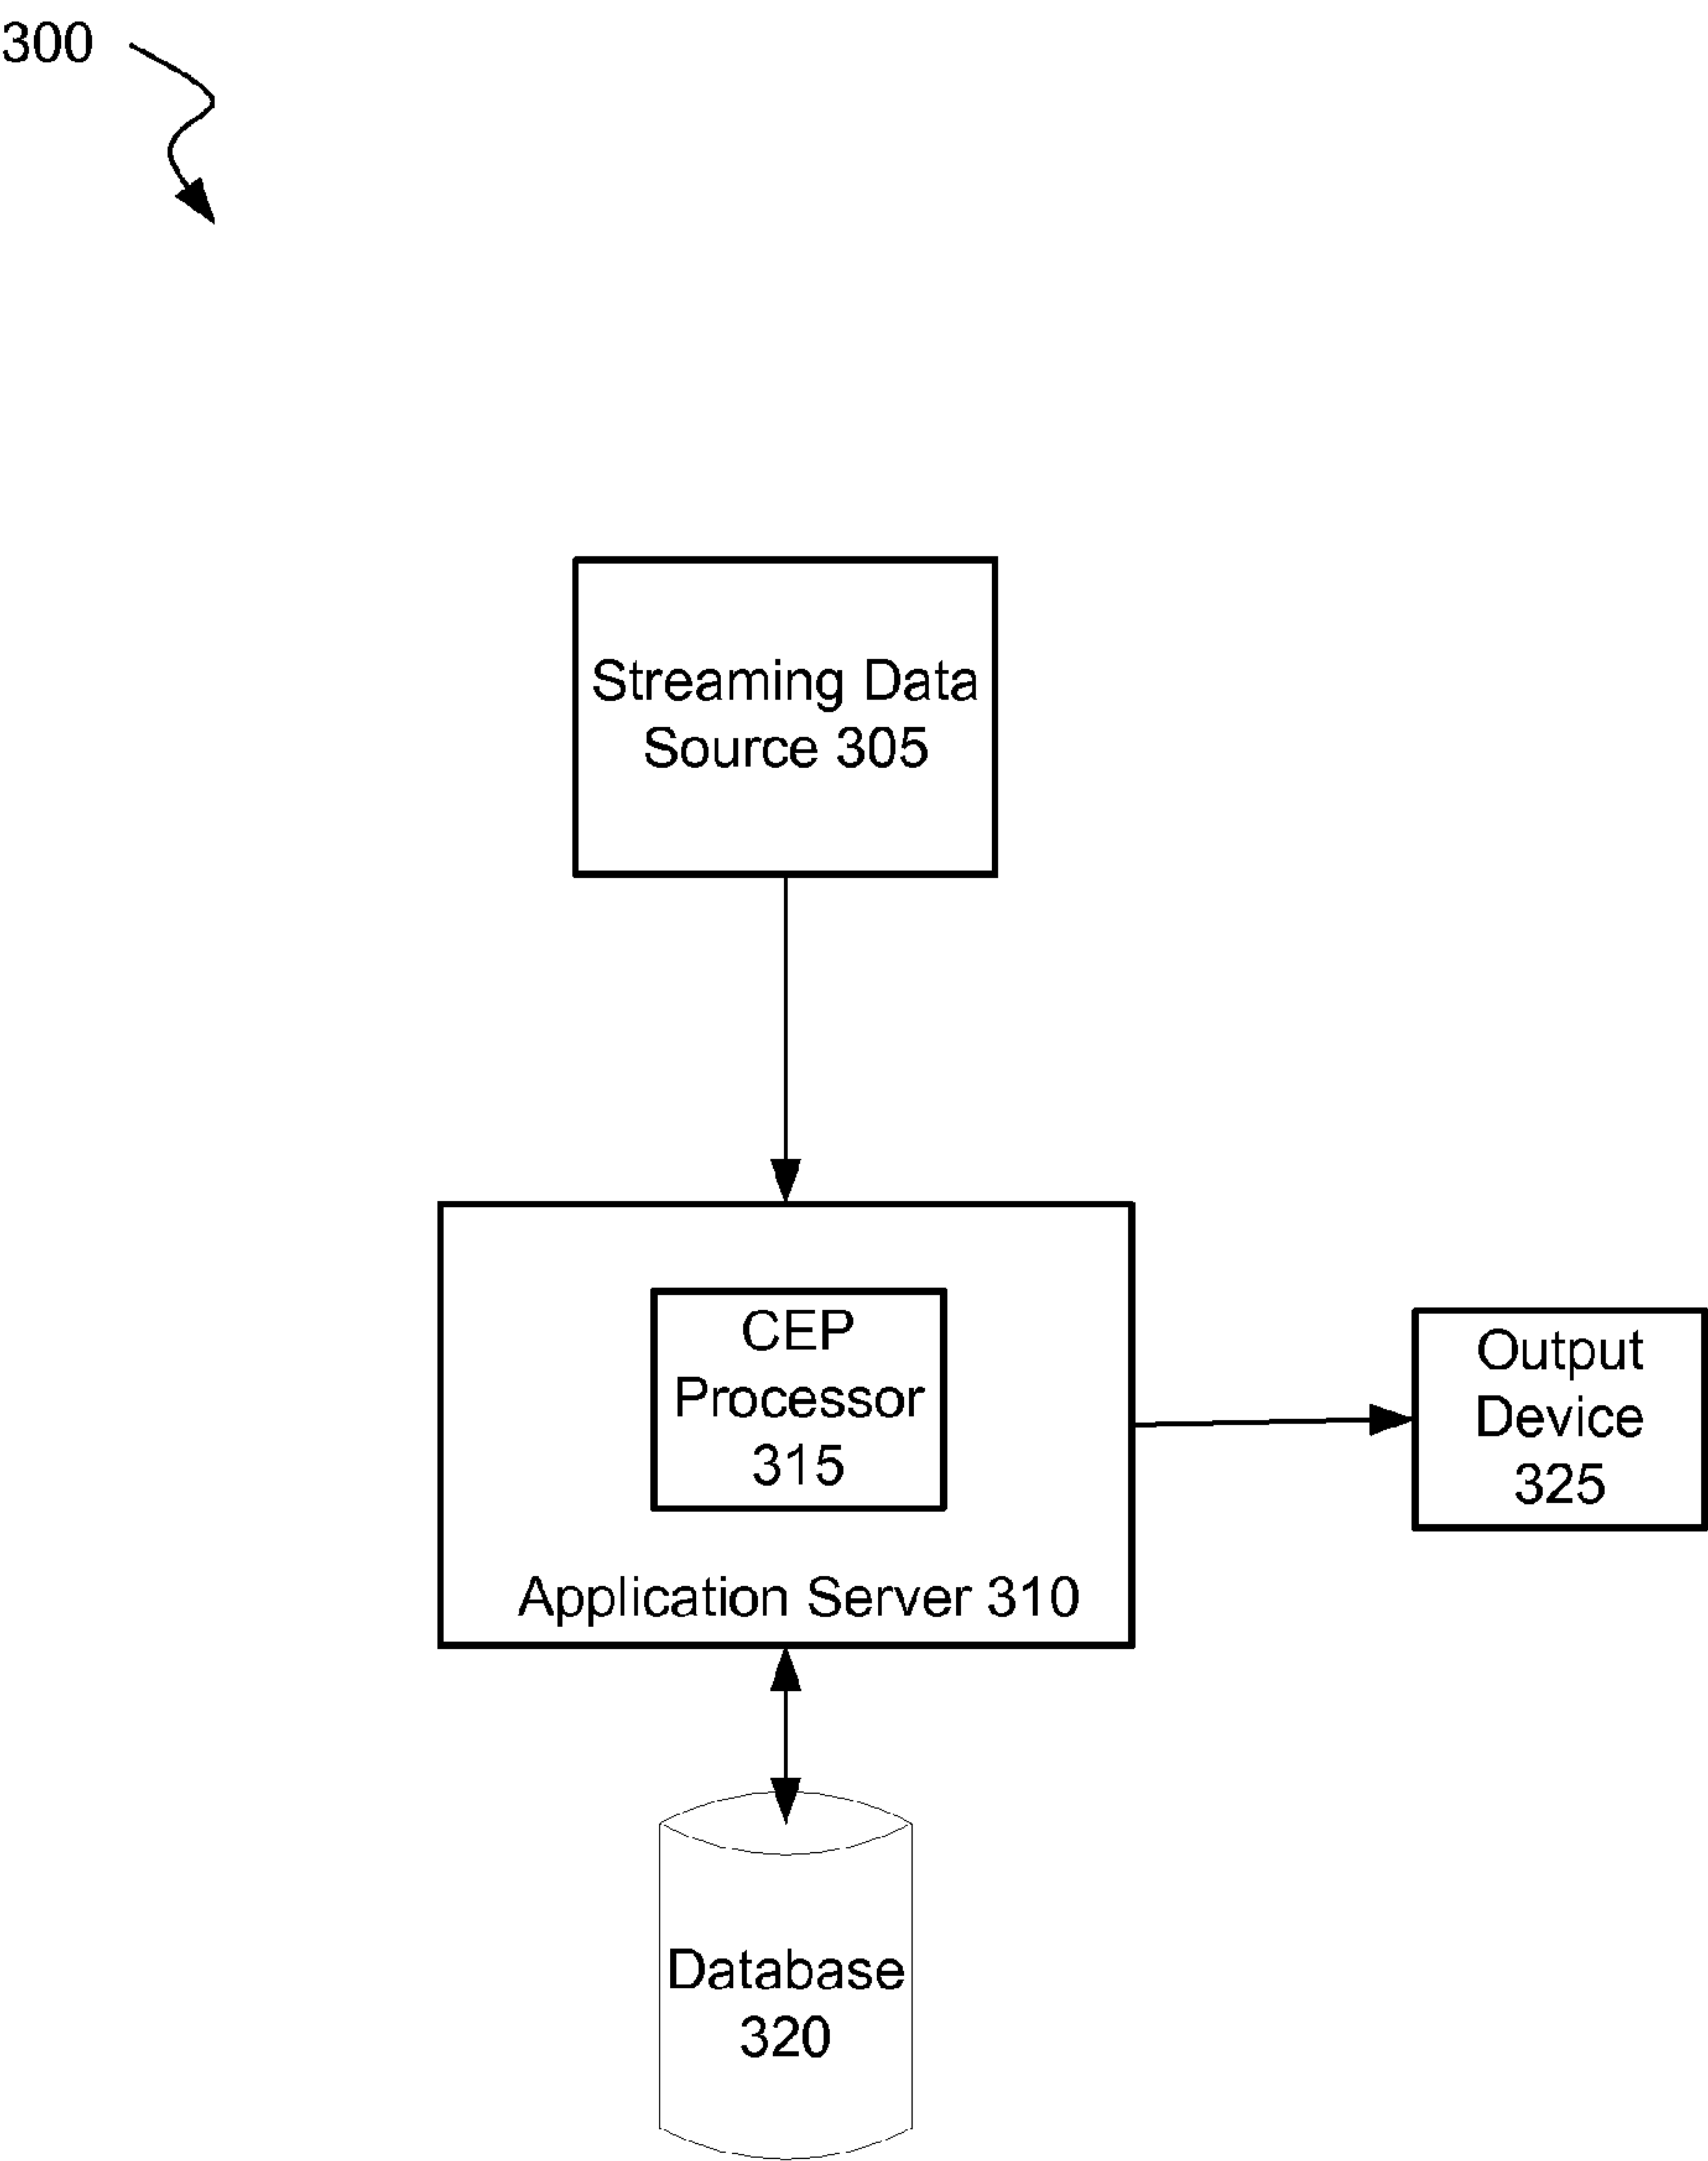 300
Streaming Data
Source 305
CEP
Processor
315
Application Server 310
Output
Device
325
Database
320